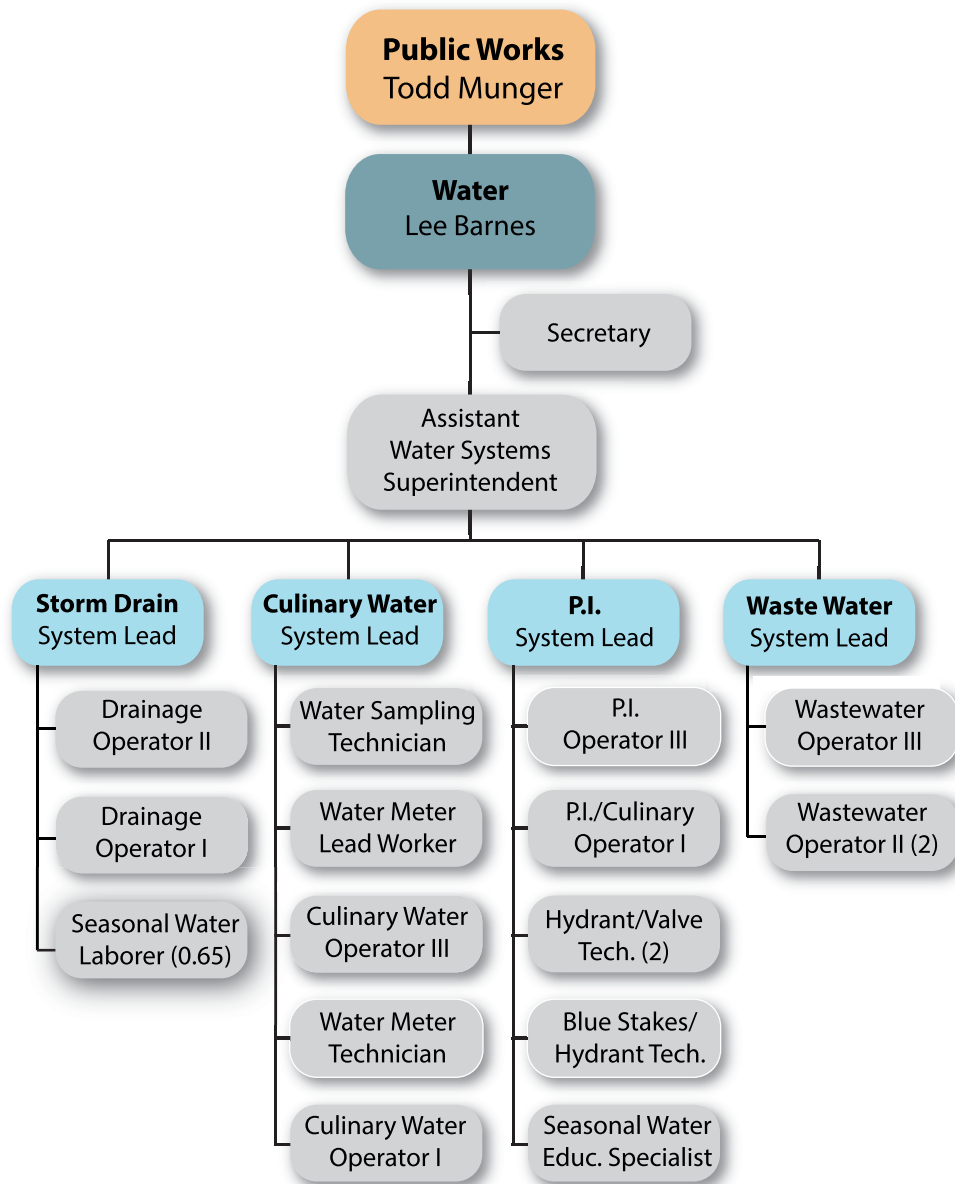 Public Works
Todd Munger
Water
Lee Barnes
Secretary
Assistant
Water Systems
Superintendent
Storm Drain
System Lead
Drainage
Operator II
Drainage
Operator I
Seasonal Water
Laborer (0.65)
Culinary Water
System Lead
Water Sampling
Technician
Water Meter
Lead Worker
Culinary Water
Operator III
Water Meter
Technician
Culinary Water
Operator I
P.I.
System Lead
P.I.
Operator III
P.I./Culinary
Operator I
Hydrant/Valve
Tech. (2)
Blue Stakes/
Hydrant Tech.
Seasonal Water
Educ. Specialist
Waste Water
System Lead
Wastewater
Operator III
Wastewater
Operator II (2)